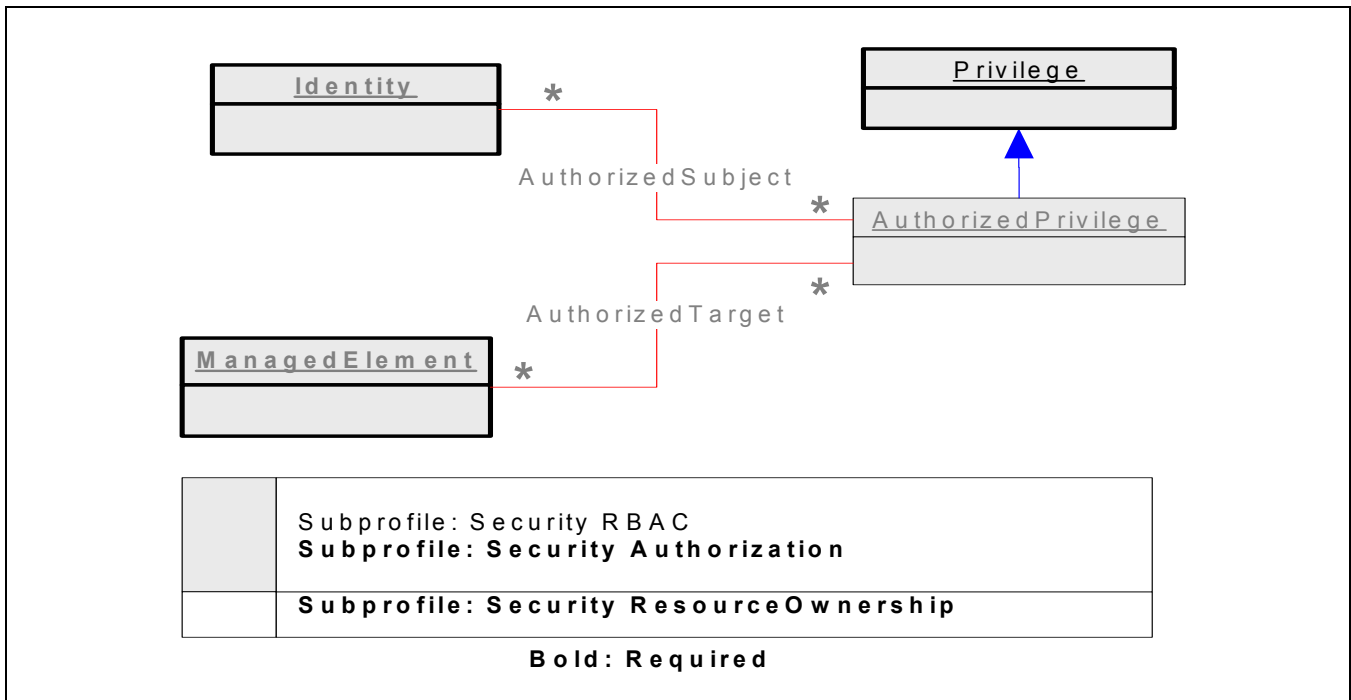 Identity
*
Privilege
AuthorizedSubject
*
AuthorizedPrivilege
*
AuthorizedTarget
ManagedElement
*
Subprofile: Security RBAC
Subprofile: Security Authorization
Subprofile: Security ResourceOwnership
Bold: Required